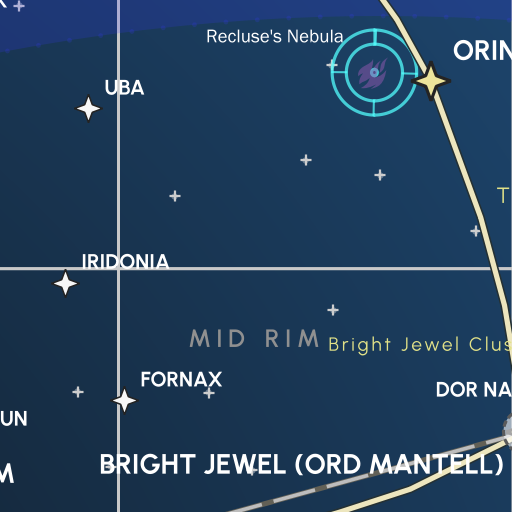 Recluse's Nebula
ORIN
UBA
T
IRIDONIA
MID RIM
Bright Jewel Clus
FORNAX
DOR NA
UN
BRIGHT JEWEL (ORD MANTELL)
M